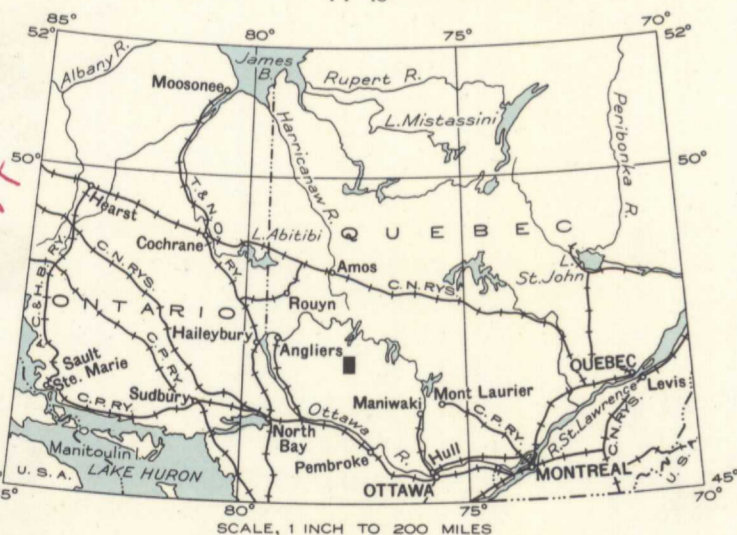 85°
80°
75°
70°
52°
52°
James
B.
Albany R.
Moosonee
Rupert R.
L. Mistassini
Harricanaw R.
Peribonka R.
50°
50°
Hearst
T. & N. O. RY.
Cochrane
L. Abitibi
QUEBEC
C. N. RYS.
Amos
C. N. RYS.
L.
St. John
A. C. & H. B. RY.
ONTARIO
Rouyn
Haileybury
Angliers
C. P. RY.
Sault
Ste. Marie
C. P. RY.
Sudbury
Maniwaki
Mont Laurier
C. P. RY.
QUEBEC
Levis
R. St. Lawrence
C. N. RYS.
Ottawa R.
North
Bay
Pembroke
Hull
OTTAWA
MONTREAL
Manitoulin I.
U. S. A.
LAKE HURON
U. S.
45°
80°
75°
70°
SCALE, 1 INCH TO 200 MILES